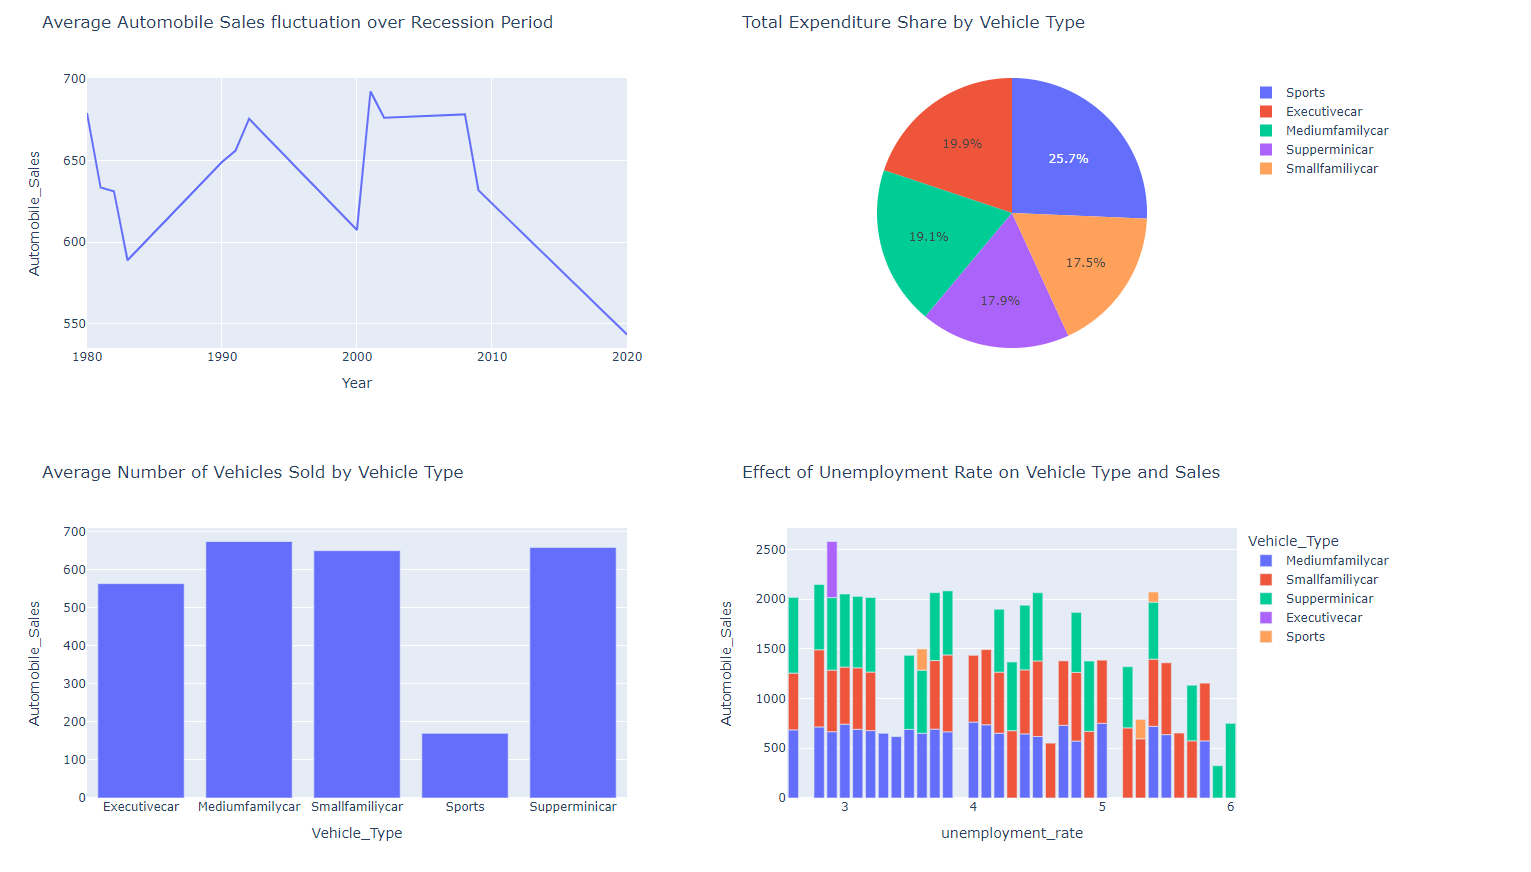 Average Automobile Sales fluctuation over Recession Period
700
650
600
550
Automobile_Sales
1980 1990 2000 2010 2020
Year
Total Expenditure Share by Vehicle Type
25.7%
19.9%
19.1%
17.9%
17.5%
Sports
Executivecar
Mediumfamilycar
Supperminicar
Smallfamiliycar
Average Number of Vehicles Sold by Vehicle Type
700
600
500
400
300
200
100
0
Automobile_Sales
Executivecar Mediumfamilycar Smallfamiliycar Sports Supperminicar
Vehicle_Type
Effect of Unemployment Rate on Vehicle Type and Sales
2500
2000
1500
1000
500
0
Automobile_Sales
3 4 5 6
unemployment_rate
Vehicle_Type
Mediumfamilycar
Smallfamiliycar
Supperminicar
Executivecar
Sports